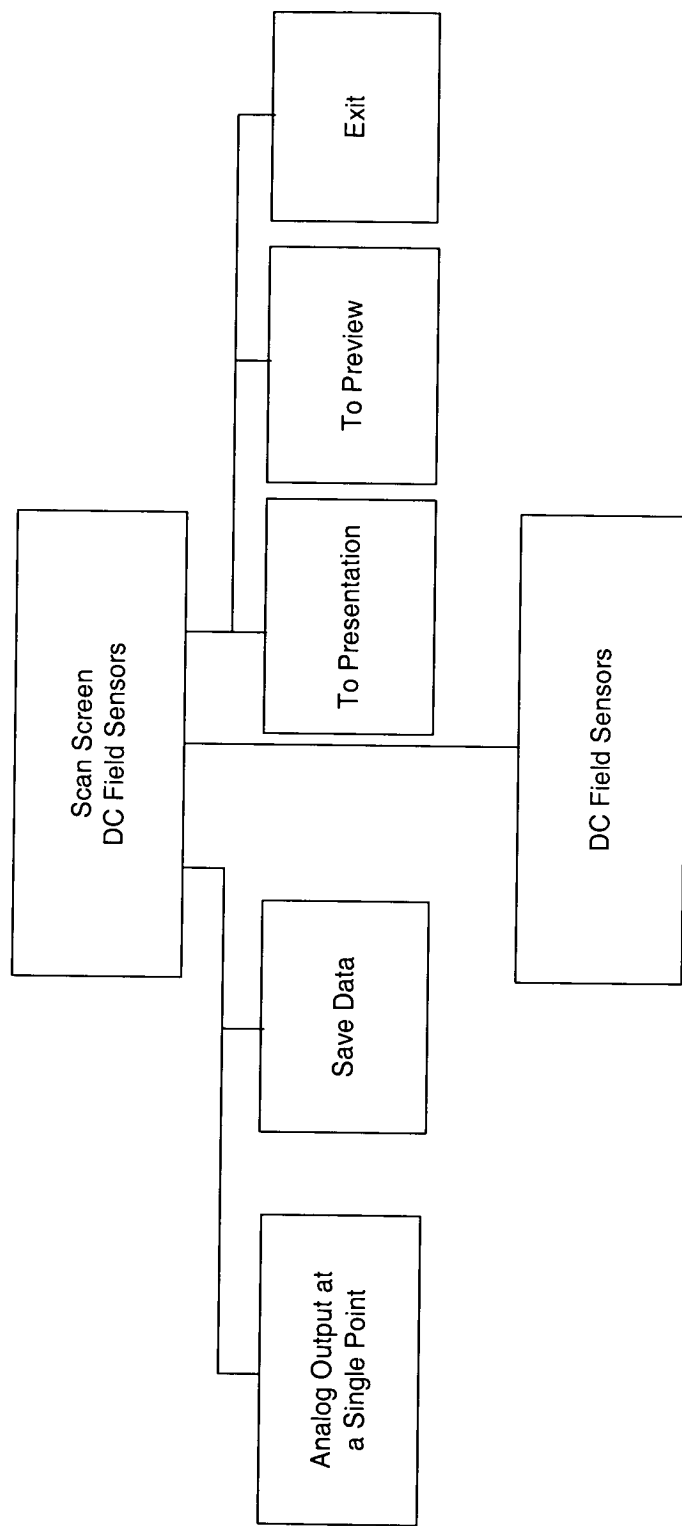 Scan Screen
DC Field Sensors
Analog Output at
a Single Point
Save Data
To Presentation
To Preview
Exit
DC Field Sensors